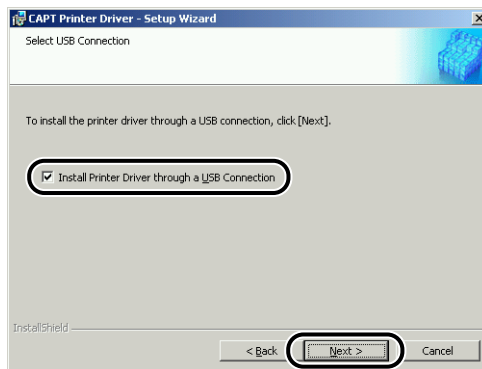 CAPT Printer Driver - Setup Wizard
Select USB Connection
To install the printer driver through a USB connection, click [Next].
Install Printer Driver through a USB Connection
InstallShield
< Back Next > Cancel